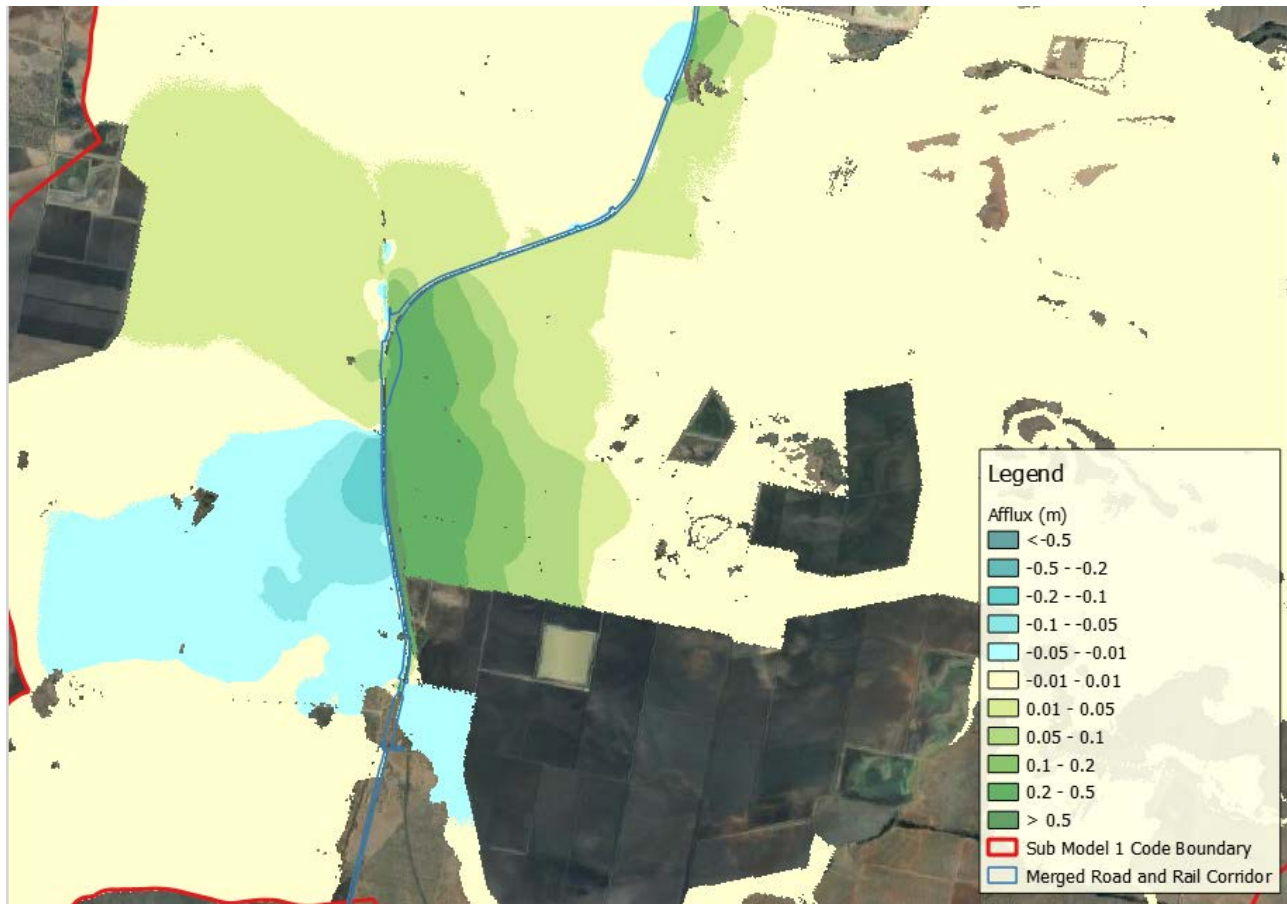 Legend
Afflux (m)
<-0.5
-0.5 - -0.2
-0.2 - -0.1
-0.1 - -0.05
-0.05 - -0.01
-0.01 - 0.01
0.01 - 0.05
0.05 - 0.1
0.1 - 0.2
0.2 - 0.5
> 0.5
Sub Model 1 Code Boundary
Merged Road and Rail Corridor